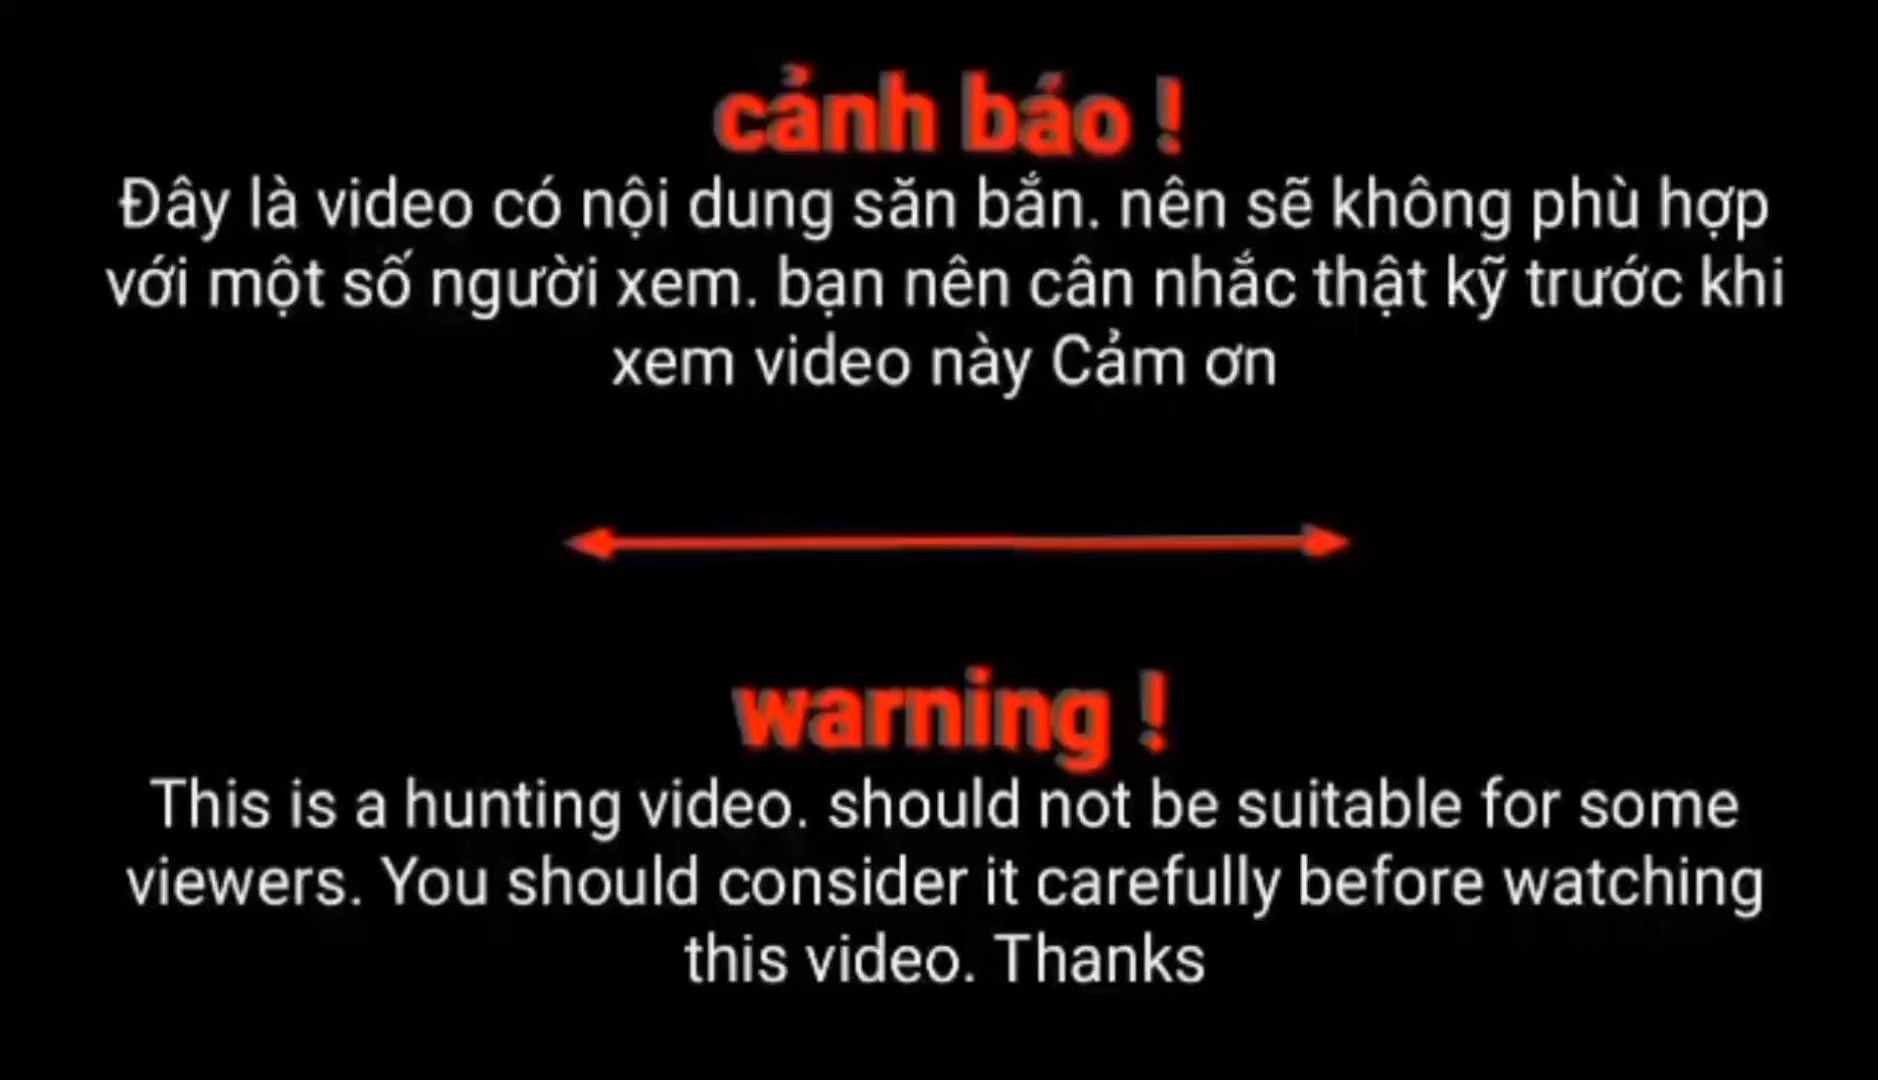 cảnh báo !
Đây là video có nội dung săn bắn. nên sẽ không phù hợp
với một số người xem. bạn nên cân nhắc thật kỹ trước khi
xem video này Cảm ơn
warning !
This is a hunting video. should not be suitable for some
viewers. You should consider it carefully before watching
this video. Thanks